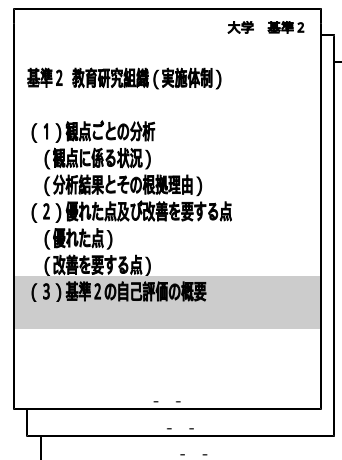 大学　基準２
基準２ 教育研究組織（実施体制）
（１）観点ごとの分析
（観点に係る状況）
（分析結果とその根拠理由）
（２）優れた点及び改善を要する点
（優れた点）
（改善を要する点）
（３）基準２の自己評価の概要
- -
- -
- -